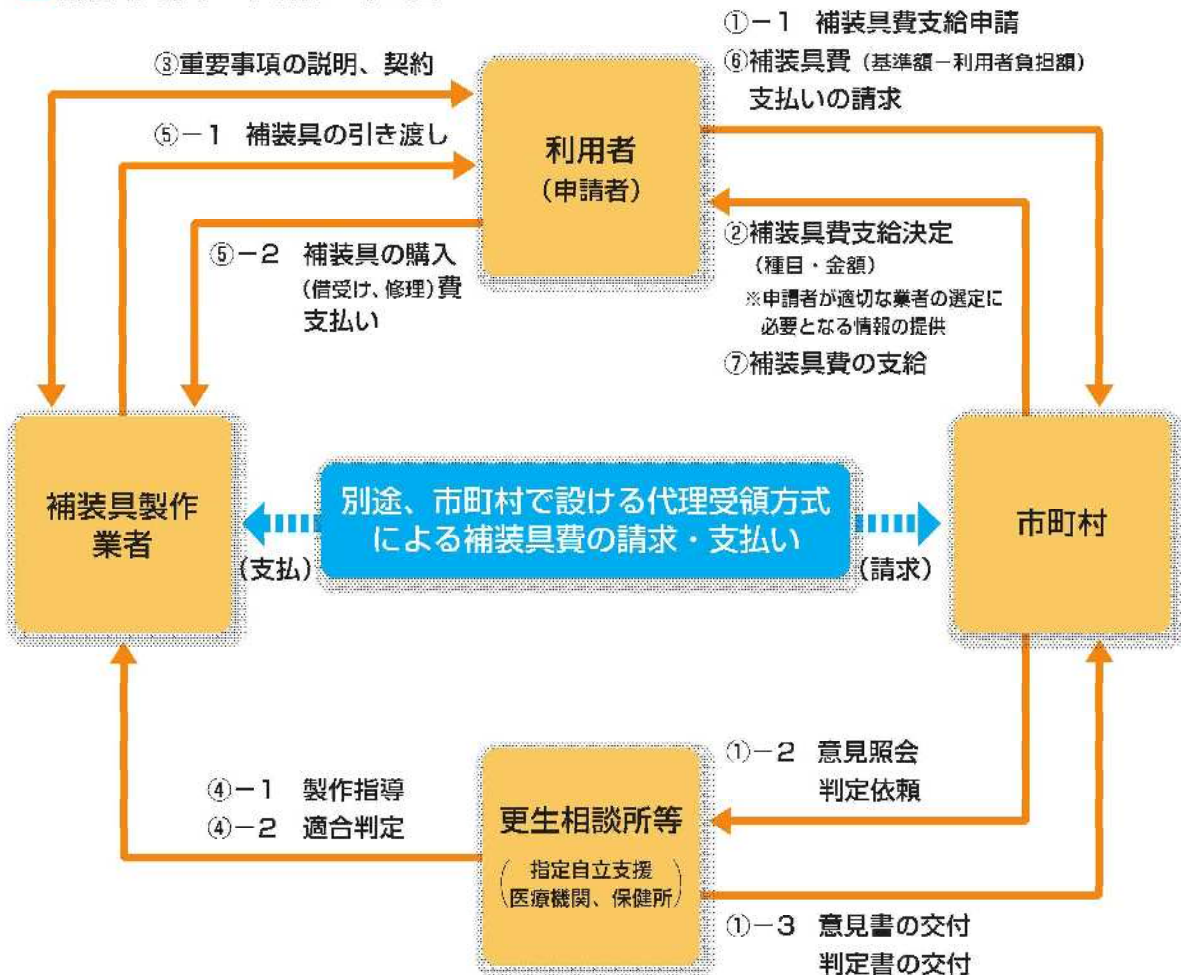 ①−1 補装具費支給申請
⑥補装具費（基準額−利用者負担額）
支払いの請求
③重要事項の説明、契約
⑤−1 補装具の引き渡し
利用者
（申請者）
⑤−2 補装具の購入
（借受け、修理）費
支払い
②補装具費支給決定
（種目・金額）
※申請者が適切な業者の選定に
必要となる情報の提供
⑦補装具費の支給
補装具製作
業者
別途、市町村で設ける代理受領方式
による補装具費の請求・支払い
（支払）
（請求）
市町村
①−2 意見照会
判定依頼
④−1 製作指導
④−2 適合判定
更生相談所等
（指定自立支援
医療機関、保健所）
①−3 意見書の交付
判定書の交付